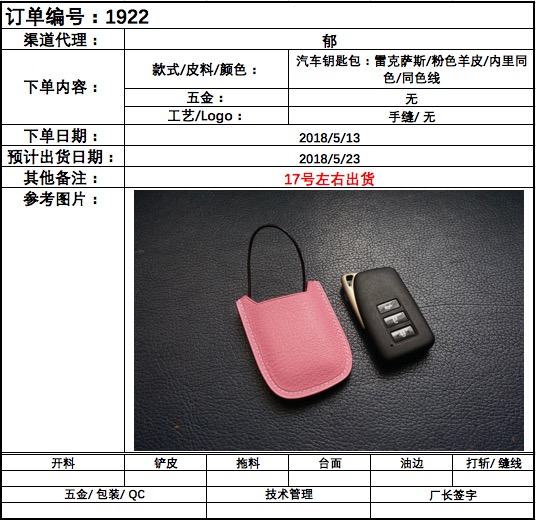 订单编号：1922
渠道代理：
郁
下单内容：
款式/皮料/颜色：
汽车钥匙包：雷克萨斯/粉色羊皮/内里同
色/同色线
五金：
无
工艺/Logo：
手缝/ 无
下单日期：
2018/5/13
预计出货日期：
2018/5/23
其他备注：
17号左右出货
参考图片：
开料
铲皮
拖料
台面
油边
打斩/ 缝线
五金/ 包装/ QC
技术管理
厂长签字